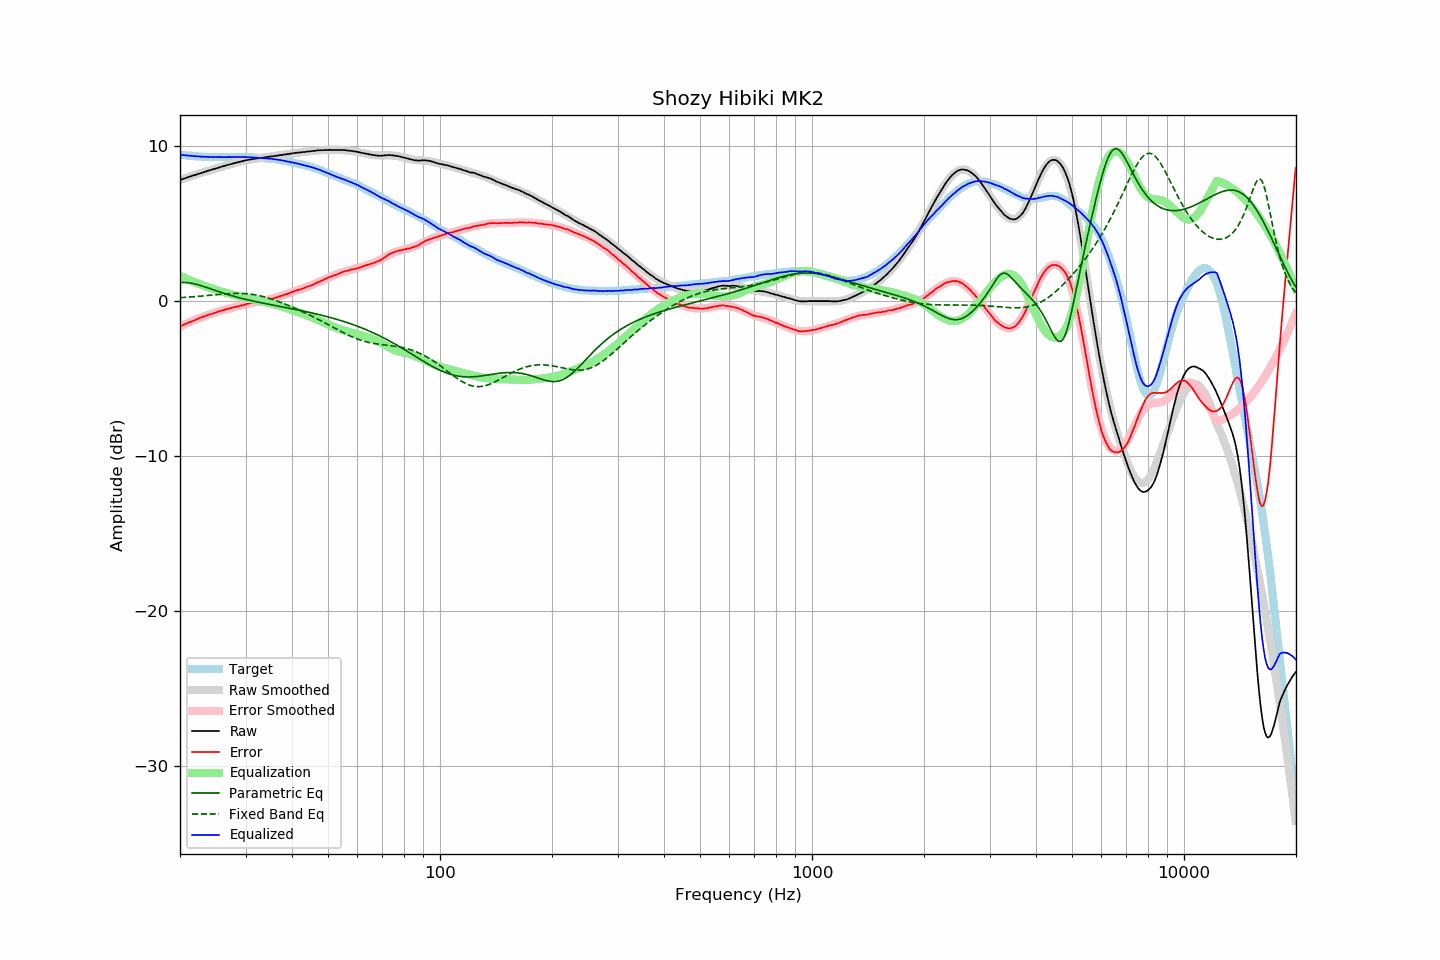 Shozy Hibiki MK2
Amplitude (dBr)
10
0
−10
−20
−30
Target
Raw Smoothed
Error Smoothed
Raw
Error
Equalization
Parametric Eq
Fixed Band Eq
Equalized
100
1000
10000
Frequency (Hz)